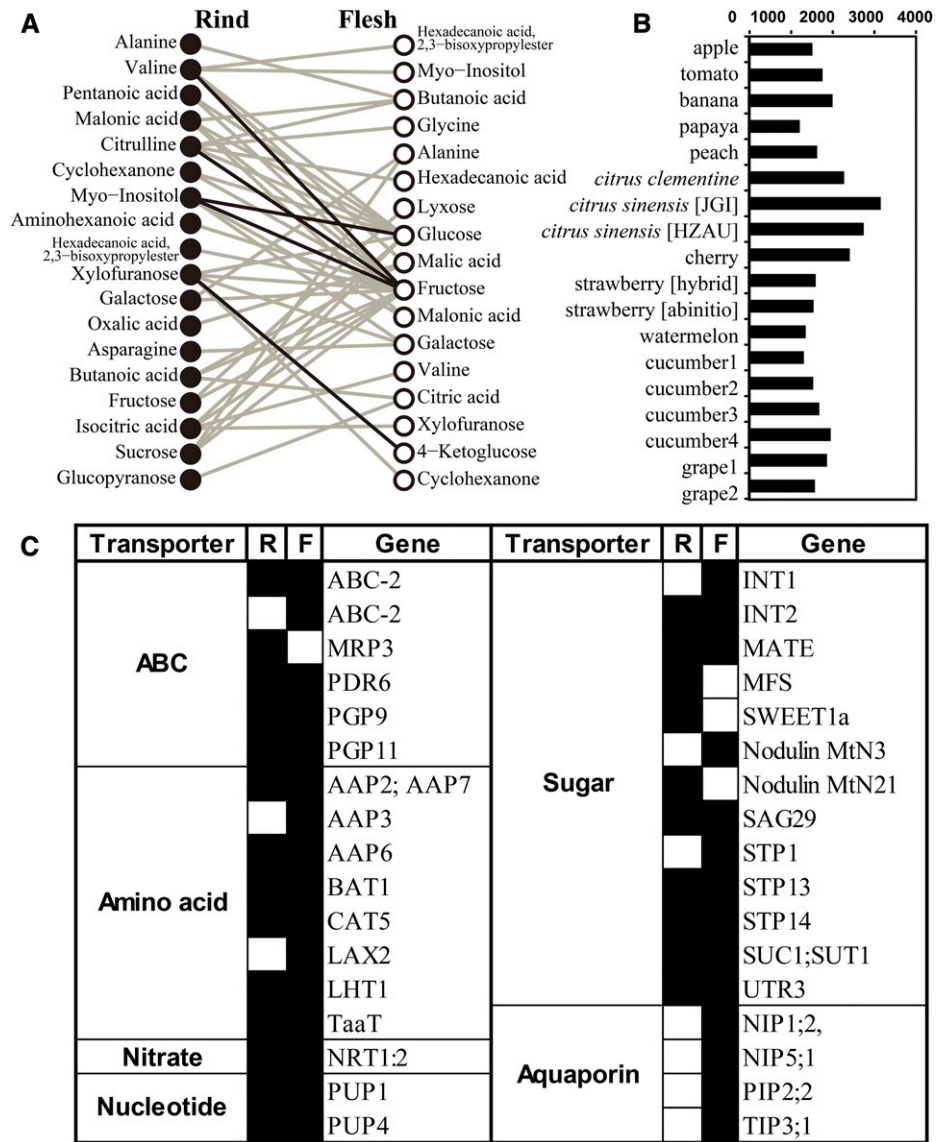 A
Rind
Flesh
Alanine
Valine
Pentanoic acid
Malonic acid
Citrulline
Cyclohexanone
Myo−Inositol
Aminohexanoic acid
Hexadecanoic acid,
2,3−bisoxypropylester
Xylofuranose
Galactose
Oxalic acid
Asparagine
Butanoic acid
Fructose
Isocitric acid
Sucrose
Glucopyranose
Hexadecanoic acid,
2,3−bisoxypropylester
Myo−Inositol
Butanoic acid
Glycine
Alanine
Hexadecanoic acid
Lyxose
Glucose
Malic acid
Fructose
Malonic acid
Galactose
Valine
Citric acid
Xylofuranose
4−Ketoglucose
Cyclohexanone
B
0 1000 2000 3000 4000
apple
tomato
banana
papaya
peach
citrus clementine
citrus sinensis [JGI]
citrus sinensis [HZAU]
cherry
strawberry [hybrid]
strawberry [abinitio]
watermelon
cucumber1
cucumber2
cucumber3
cucumber4
grape1
grape2
C
Transporter R F Gene
ABC
ABC-2
ABC-2
MRP3
PDR6
PGP9
PGP11
Amino acid
AAP2; AAP7
AAP3
AAP6
BAT1
CAT5
LAX2
LHT1
TaaT
Nitrate
NRT1:2
Nucleotide
PUP1
PUP4
Transporter R F Gene
Sugar
INT1
INT2
MATE
MFS
SWEET1a
Nodulin MtN3
Nodulin MtN21
SAG29
STP1
STP13
STP14
SUC1;SUT1
UTR3
Aquaporin
NIP1;2,
NIP5;1
PIP2;2
TIP3;1